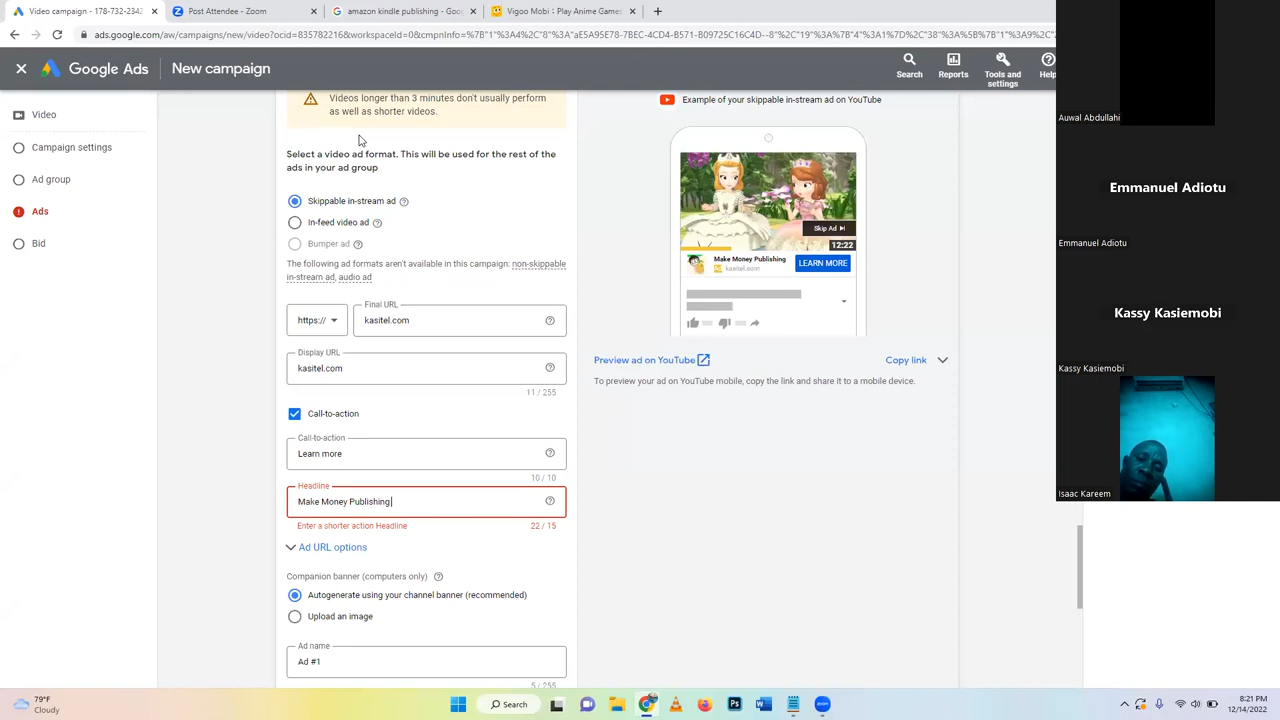 Video campaign - 178-732-2342
Post Attendee - Zoom
amazon kindle publishing - Goog
Vigoo Mobi : Play Anime Games
ads.google.com/aw/campaigns/new/video?ocid=835782216&workspaceId=0&cmpnInfo=%7B"1"%3A4%2C"8"%3A"aE5A95E78-7BEC-4CD4-B571-B09725C16C4D--8"%2C"19"%3A%7B"4"%3A1%7D%2C"38"%3A%5B%7B"1"%3A9%2C"
Google Ads
New campaign
Search
Reports
Tools and
settings
Help
Video
Campaign settings
Ad group
Ads
Bid
Videos longer than 3 minutes don't usually perform
as well as shorter videos.
Select a video ad format. This will be used for the rest of the
ads in your ad group
Skippable in-stream ad
In-feed video ad
Bumper ad
The following ad formats aren't available in this campaign: non-skippable
in-stream ad, audio ad
https://
Final URL
kasitel.com
Display URL
kasitel.com
11 / 255
Call-to-action
Call-to-action
Learn more
10 / 10
Headline
Make Money Publishing
Enter a shorter action Headline
22 / 15
Ad URL options
Companion banner (computers only)
Autogenerate using your channel banner (recommended)
Upload an image
Ad name
Ad #1
5 / 255
Example of your skippable in-stream ad on YouTube
Skip Ad
12:22
Make Money Publishing
Ad kasitel.com
LEARN MORE
Preview ad on YouTube
Copy link
To preview your ad on YouTube mobile, copy the link and share it to a mobile device.
Auwal Abdullahi
Emmanuel Adiotu
Emmanuel Adiotu
Kassy Kasiemobi
Kassy Kasiemobi
Isaac Kareem
79°F
Cloudy
Search
8:21 PM
12/14/2022